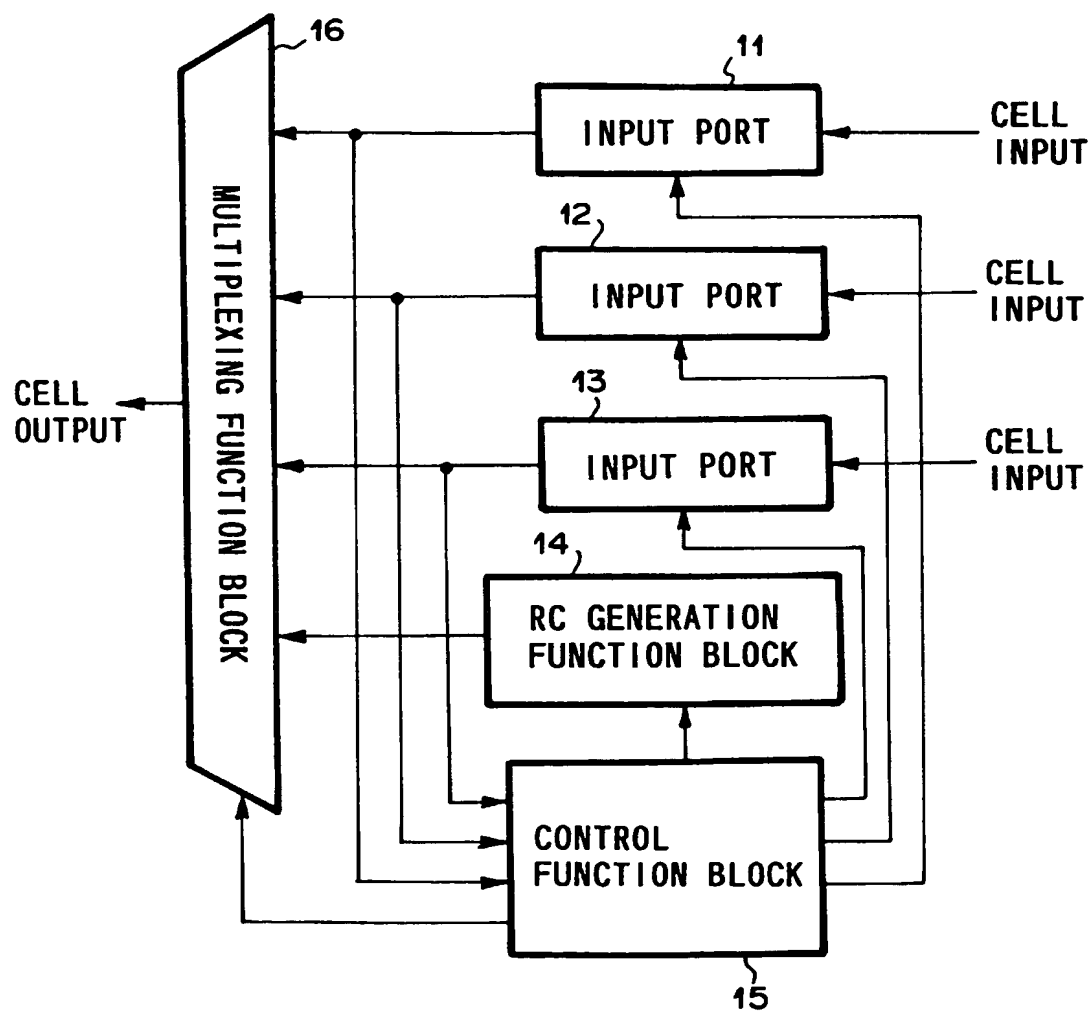 16
11
INPUT PORT
CELL
INPUT
12
INPUT PORT
CELL
INPUT
MULTIPLEXING FUNCTION BLOCK
CELL
OUTPUT
13
INPUT PORT
CELL
INPUT
14
RC GENERATION
FUNCTION BLOCK
CONTROL
FUNCTION BLOCK
15